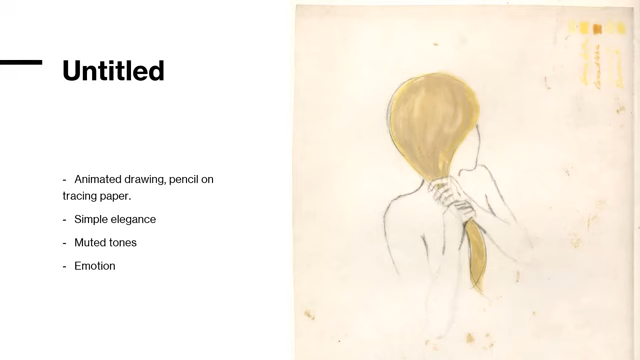 Untitled
- Animated drawing, pencil on
tracing paper.
- Simple elegance
- Muted tones
- Emotion